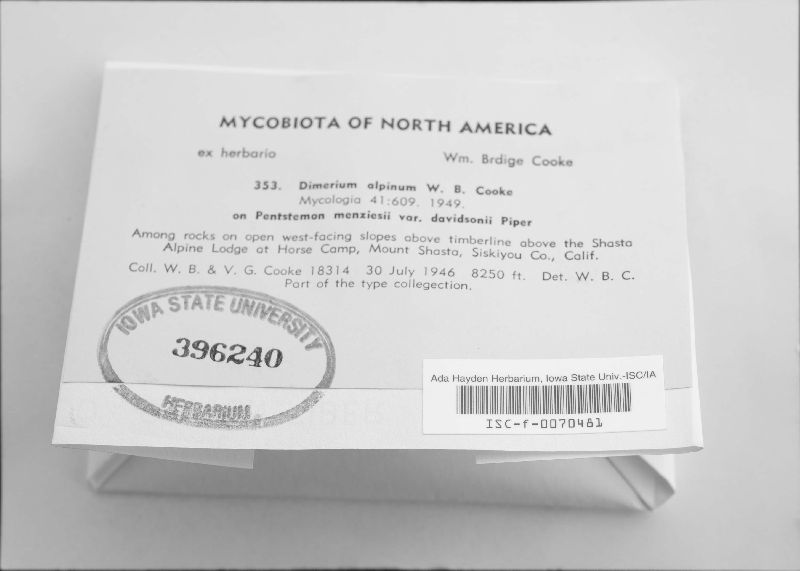 MYCOBIOTA OF NORTH AMERICA
ex herbario Wm. Brdige Cooke
353. Dimerium alpinum W. B. Cooke
Mycologia 41:609. 1949.
on Pentstemon menziesii var. davidsonii Piper
Among rocks on open west-facing slopes above timberline above the Shasta
Alpine Lodge at Horse Camp, Mount Shasta, Siskiyou Co., Calif.
Coll. W. B. & V. G. Cooke 18314 30 July 1946 8250 ft. Det. W. B. C.
Part of the type collegection.
IOWA STATE UNIVERSITY
396240
HERBARIUM
Ada Hayden Herbarium, Iowa State Univ.-ISC/IA
ISC-f-0070481